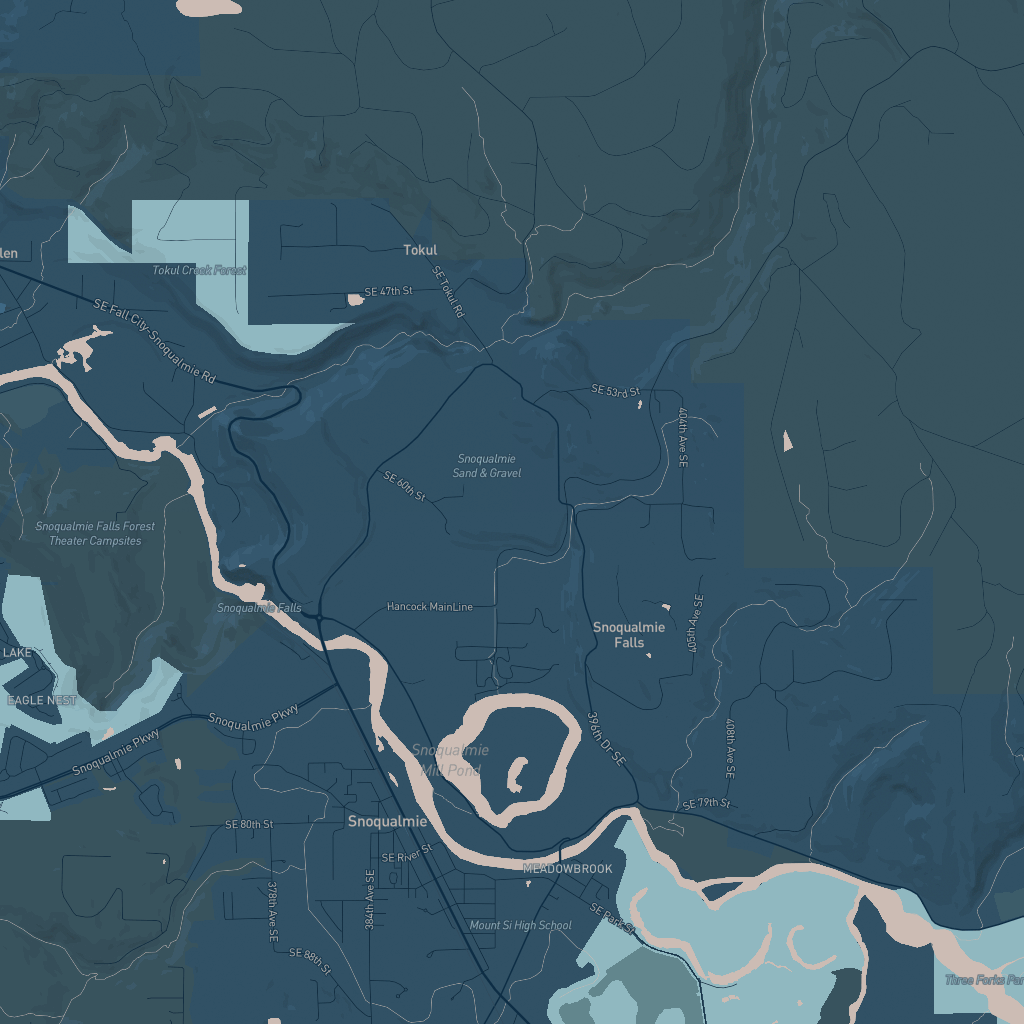 Tokul
len
Tokul Creek Forest
SE Tokul Rd
SE 47th St
SE Fall City-Snoqualmie Rd
SE 53rd St
404th Ave SE
Snoqualmie
Sand & Gravel
SE 60th St
Snoqualmie Falls Forest
Theater Campsites
Snoqualmie Falls
Hancock MainLine
Snoqualmie
Falls
405th Ave SE
LAKE
EAGLE NEST
Snoqualmie Pkwy
Snoqualmie Pkwy
396th Dr SE
408th Ave SE
Snoqualmie
Mill Pond
SE 79th St
Snoqualmie
SE 80th St
SE River St
MEADOWBROOK
378th Ave SE
384th Ave SE
SE Park St
Mount Si High School
SE 88th St
Three Forks Par